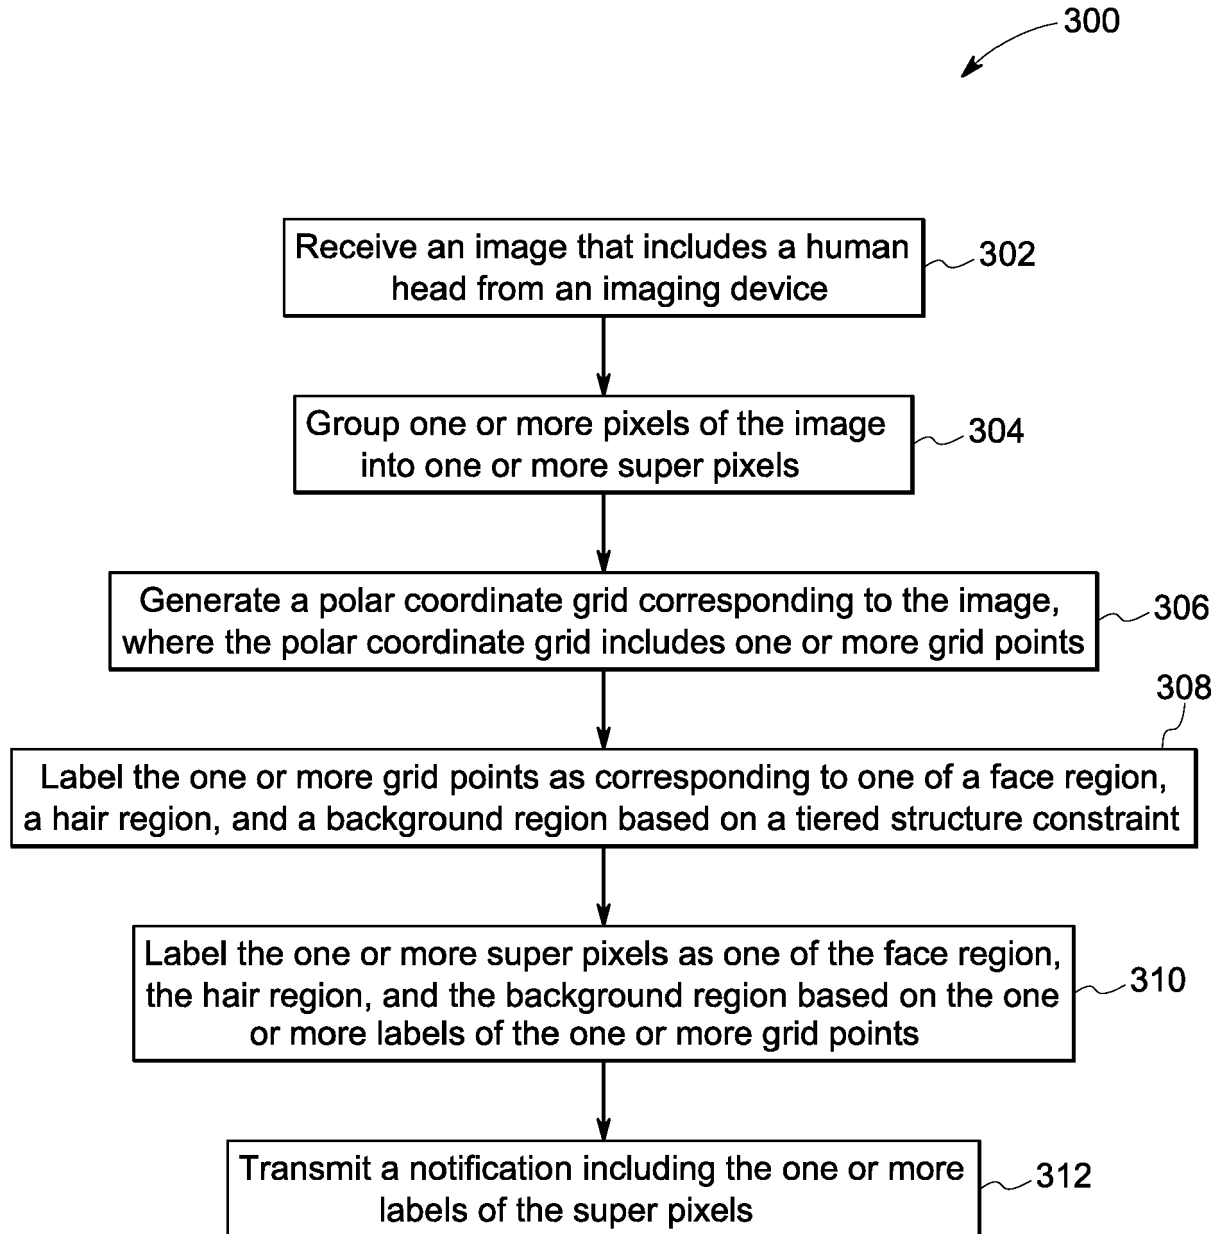 300
Receive an image that includes a human
head from an imaging device
302
Group one or more pixels of the image
into one or more super pixels
304
Generate a polar coordinate grid corresponding to the image,
where the polar coordinate grid includes one or more grid points
306
308
Label the one or more grid points as corresponding to one of a face region,
a hair region, and a background region based on a tiered structure constraint
Label the one or more super pixels as one of the face region,
the hair region, and the background region based on the one
or more labels of the one or more grid points
310
Transmit a notification including the one or more
labels of the super pixels
312